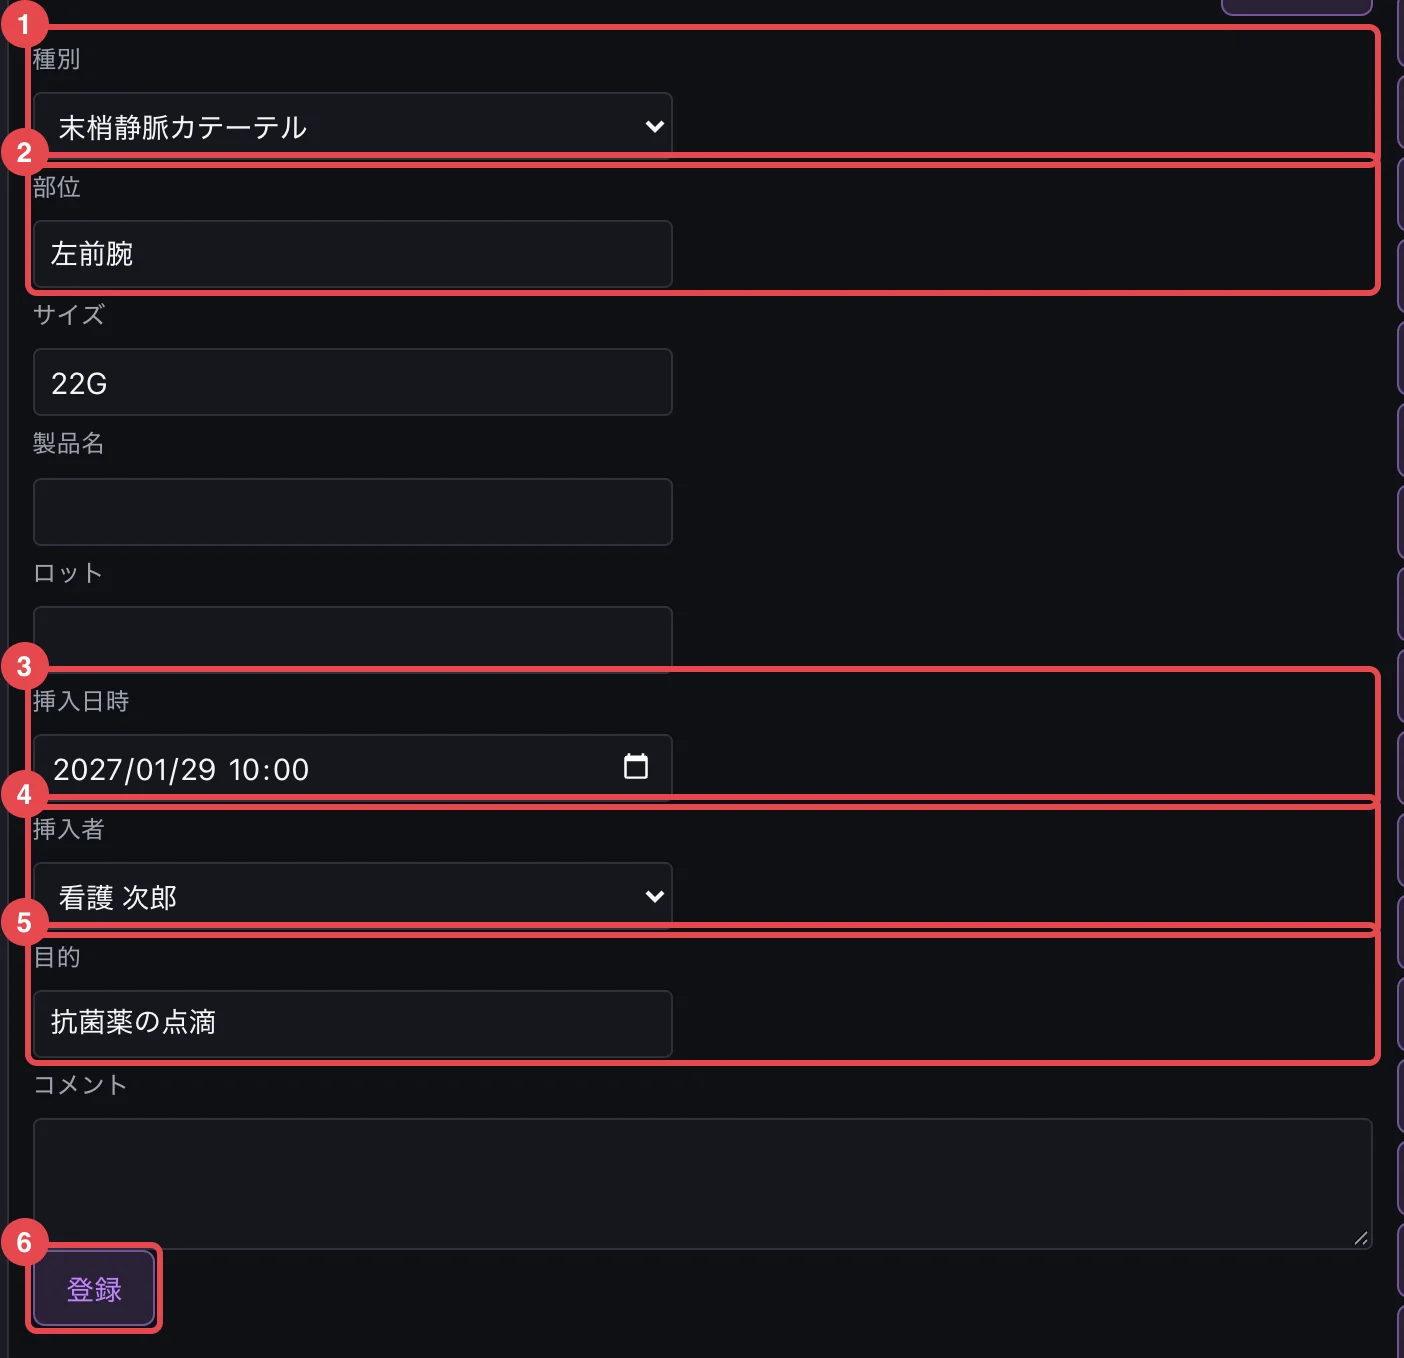 1
種別
末梢静脈カテーテル
2
部位
左前腕
サイズ
22G
製品名
ロット
3
挿入日時
2027/01/29 10:00
4
挿入者
看護 次郎
5
目的
抗菌薬の点滴
コメント
6
登録